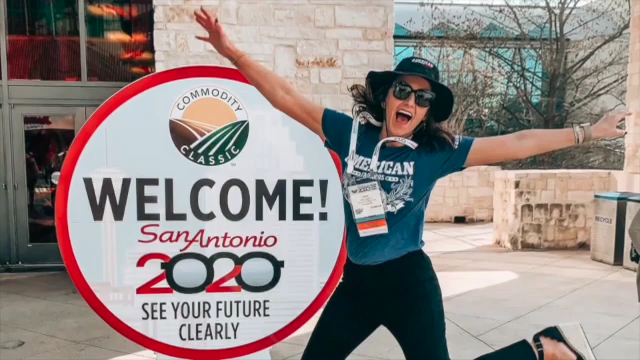 COMMODITY
CLASSIC
WELCOME!
San Antonio
2020
SEE YOUR FUTURE
CLEARLY
AMERICAN
RECYCLE